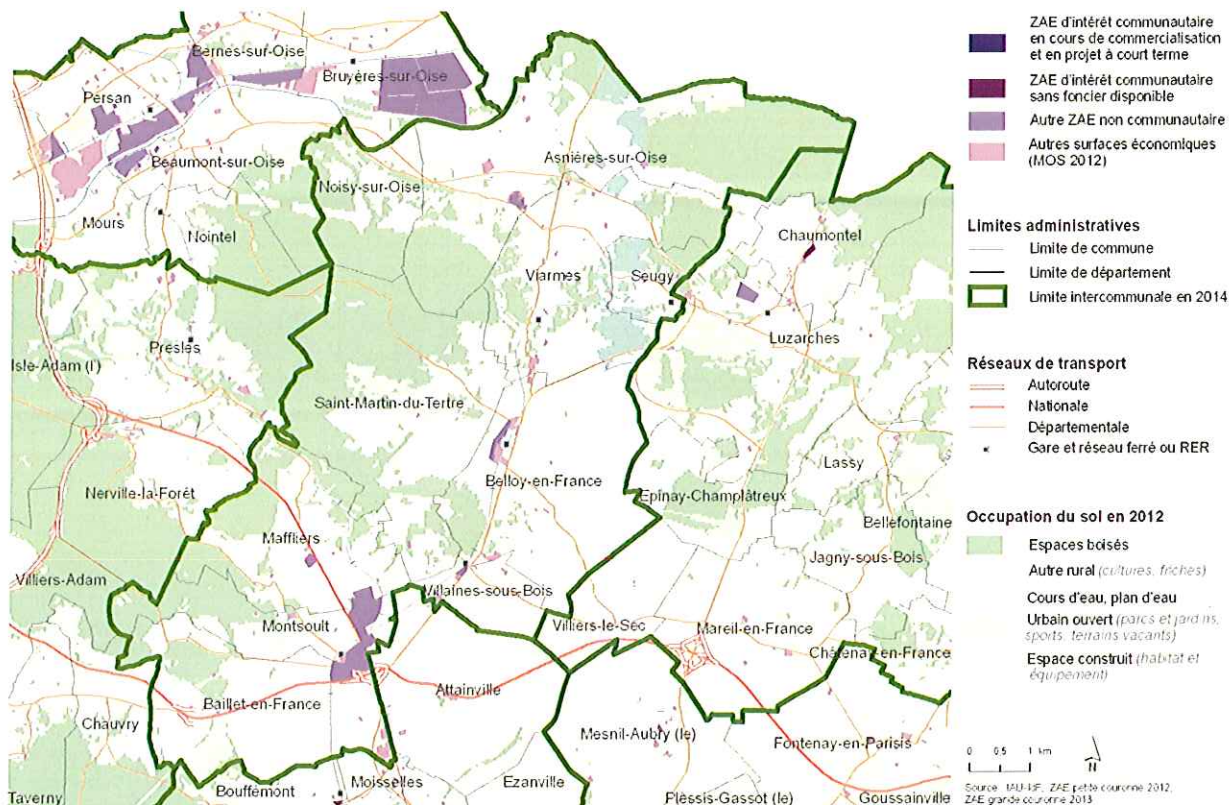 Bernes-sur-Oise
Bruyères-sur-Oise
Persan
Beaumont-sur-Oise
Asnières-sur-Oise
Noisy-sur-Oise
Mours
Nointel
Chaumontel
Viarmes
Seugy
Luzarches
Presles
Isle-Adam (l')
Saint-Martin-du-Tertre
Lassy
Belloy-en-France
Epinay-Champlâtreux
Nerville-la-Forêt
Bellefontaine
Maffliers
Jagny-sous-Bois
Villiers-Adam
Villaines-sous-Bois
Montsoult
Villiers-le-Sec
Mareil-en-France
Châtenay-en-France
Attainville
Baillet-en-France
Chauvry
Mesnil-Aubry (le)
Fontenay-en-Parisis
Moisselles
Ezanville
Bouffémont
Taverny
Plessis-Gassot (le)
Goussainville
ZAE d'intérêt communautaire
en cours de commercialisation
et en projet à court terme
ZAE d'intérêt communautaire
sans foncier disponible
Autre ZAE non communautaire
Autres surfaces économiques
(MOS 2012)
Limites administratives
Limite de commune
Limite de département
Limite intercommunale en 2014
Réseaux de transport
Autoroute
Nationale
Départementale
Gare et réseau ferré ou RER
Occupation du sol en 2012
Espaces boisés
Autre rural (cultures, friches)
Cours d'eau, plan d'eau
Urbain ouvert (parcs et jardins,
sports, terrains vacants)
Espace construit (habitat et
équipement)
0 0.5 1 km
N
Source : IAU-IdF, ZAE petite couronne 2012,
ZAE grande couronne 2013